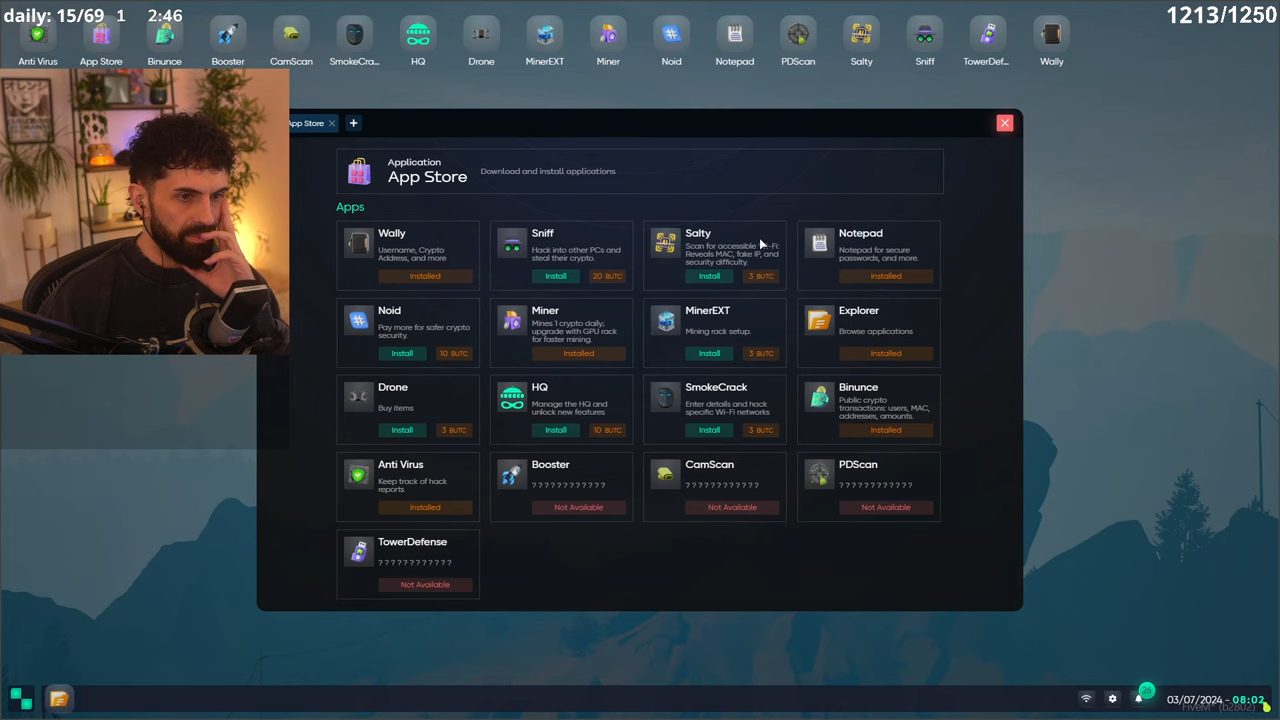 daily: 15/69 1 2:46
1213/1250
Anti Virus
App Store
Binunce
Booster
CamScan
SmokeCra...
HQ
Drone
MinerEXT
Miner
Noid
Notepad
PDScan
Salty
Sniff
TowerDef...
Wally
App Store
Application
App Store
Download and install applications
Apps
Wally
Username, Crypto
Address, and more
Installed
Sniff
Hack into other PCs and
steal their crypto.
Install
20 BUTC
Salty
Scan for accessible
Reveals MAC, fake IP, and
security difficulty.
Install
3 BUTC
Notepad
Notepad for secure
passwords, and more.
Installed
Noid
Pay more for safer crypto
security.
Install
10 BUTC
Miner
Mines 1 crypto daily;
upgrade with GPU rack
for faster mining.
Installed
MinerEXT
Mining rack setup.
Install
3 BUTC
Explorer
Browse applications
Installed
Drone
Buy items
Install
3 BUTC
HQ
Manage the HQ and
unlock new features
Install
10 BUTC
SmokeCrack
Enter details and hack
specific Wi-Fi networks
Install
3 BUTC
Binunce
Public crypto
transactions: users, MAC,
addresses, amounts.
Installed
Anti Virus
Keep track of hack
reports
Installed
Booster
????????????
Not Available
CamScan
????????????
Not Available
PDScan
????????????
Not Available
TowerDefense
????????????
Not Available
26
03/07/2024 - 08:02
FiveM® (b2802)